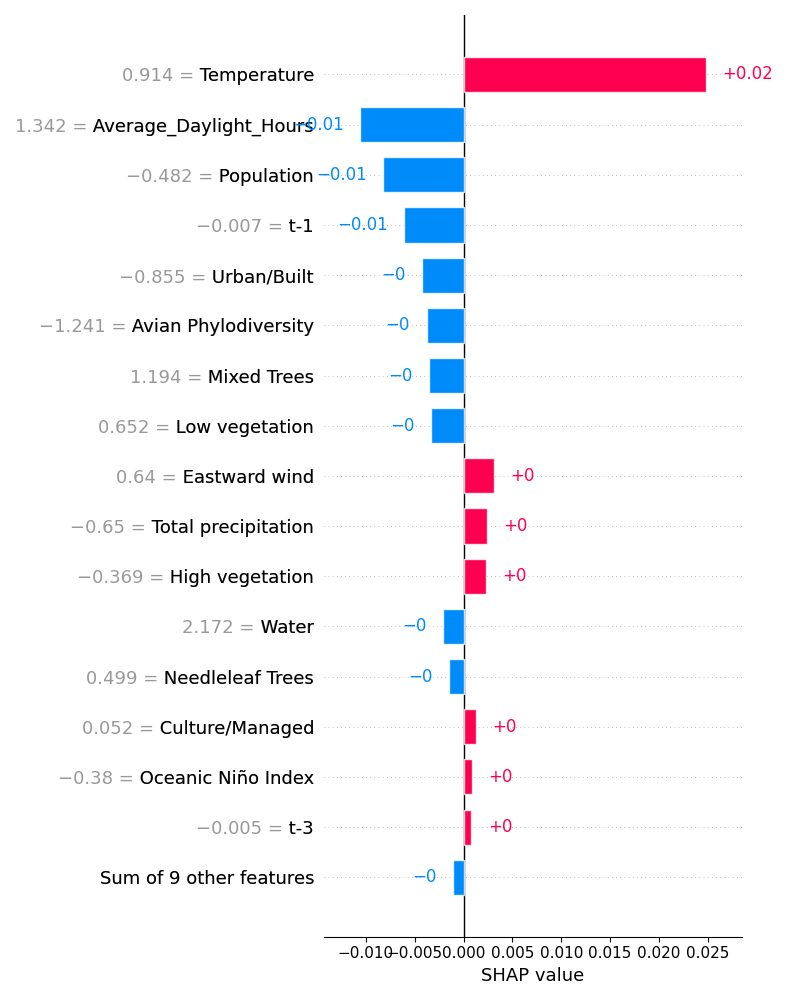 0.914 = Temperature +0.02
1.342 = Average_Daylight_Hours −0.01
−0.482 = Population −0.01
−0.007 = t-1 −0.01
−0.855 = Urban/Built −0
−1.241 = Avian Phylodiversity −0
1.194 = Mixed Trees −0
0.652 = Low vegetation −0
0.64 = Eastward wind +0
−0.65 = Total precipitation +0
−0.369 = High vegetation +0
2.172 = Water −0
0.499 = Needleleaf Trees −0
0.052 = Culture/Managed +0
−0.38 = Oceanic Niño Index +0
−0.005 = t-3 +0
Sum of 9 other features −0
−0.010 −0.005 0.000 0.005 0.010 0.015 0.020 0.025
SHAP value